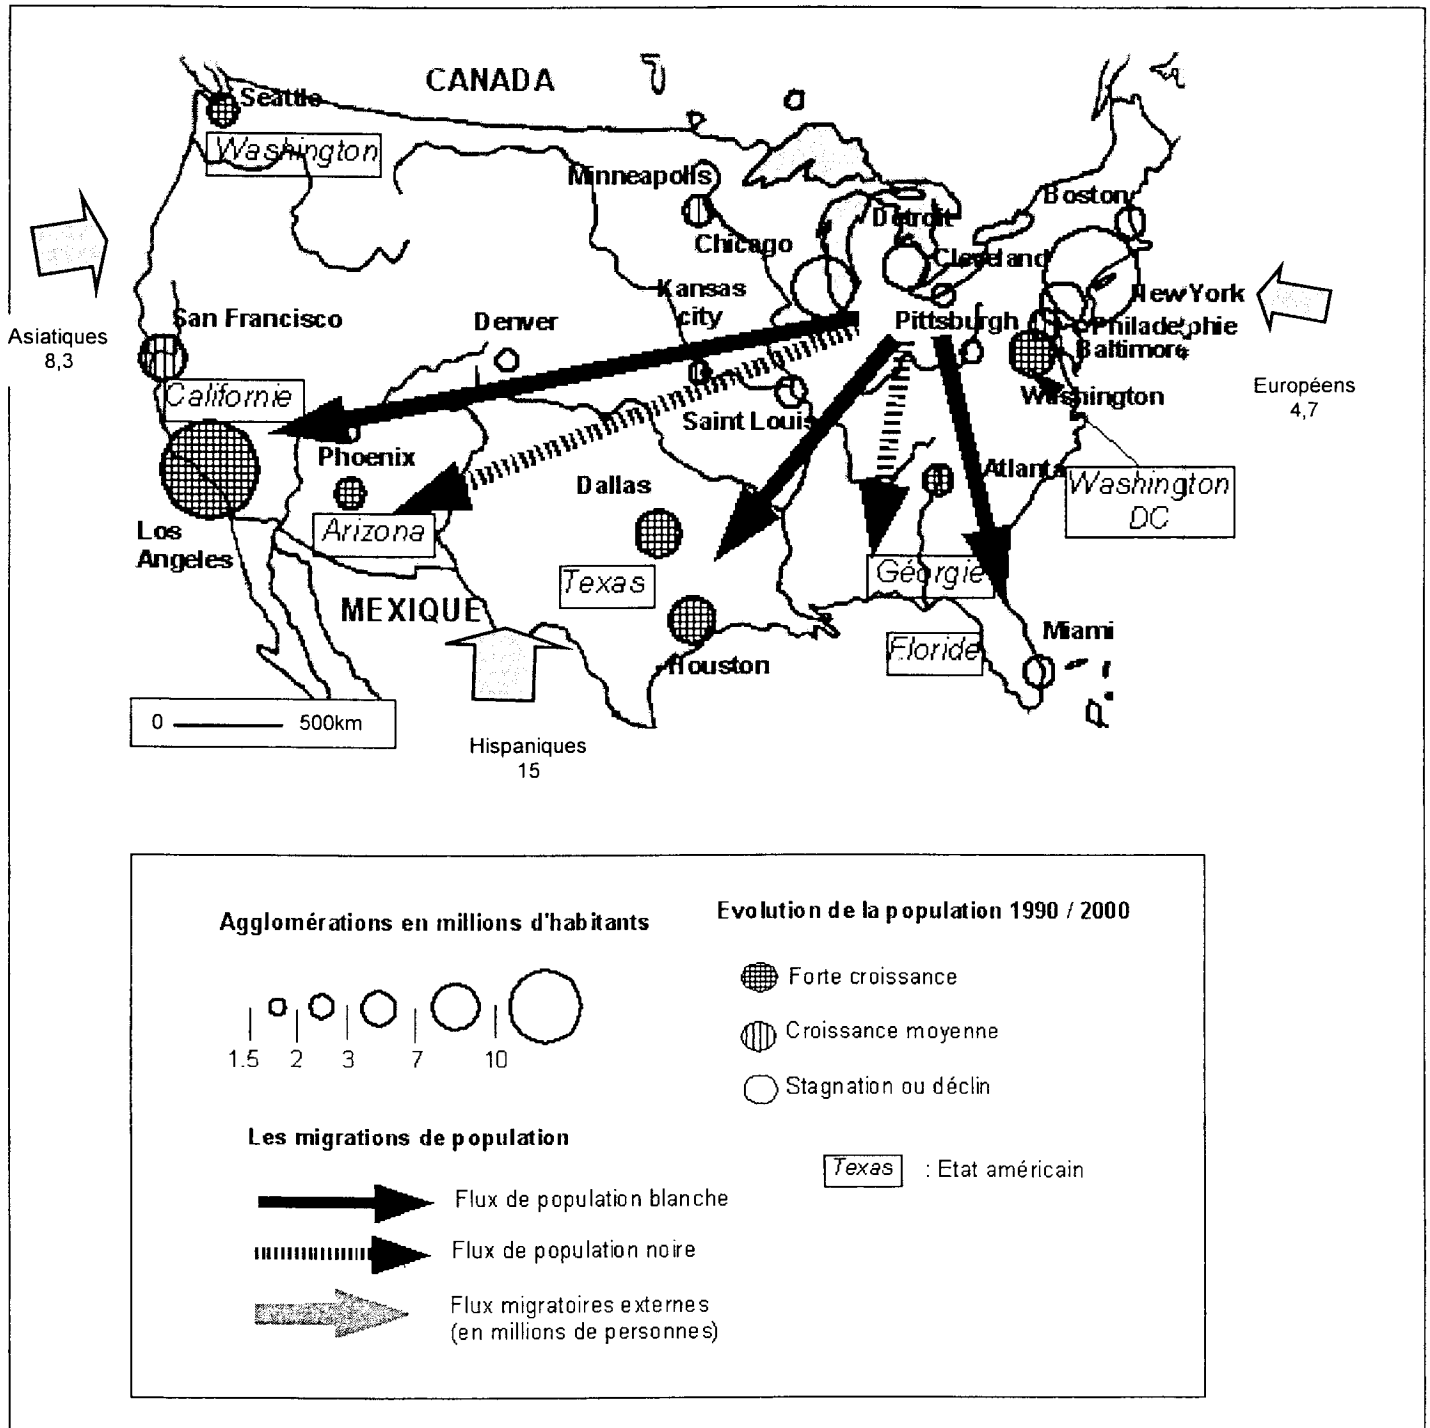 CANADA
Seattle
Washington
Minneapolis
Boston
Detroit
Chicago
Cleveland
Kansas
city
New York
San Francisco
Denver
Pittsburgh
Philadelphie
Baltimore
Asiatiques
8,3
Européens
4,7
Californie
Washington
Saint Louis
Phoenix
Dallas
Atlanta
Washington
DC
Los
Angeles
Arizona
Texas
Géorgie
MEXIQUE
Floride
Miami
Houston
0 500km
Hispaniques
15
Agglomérations en millions d'habitants
1.5 2 3 7 10
Evolution de la population 1990 / 2000
Forte croissance
Croissance moyenne
Stagnation ou déclin
Les migrations de population
Flux de population blanche
Flux de population noire
Flux migratoires externes
(en millions de personnes)
Texas : Etat américain